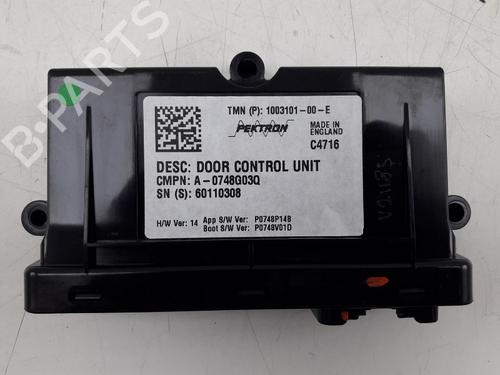 B-PARTS
TMN (P): 1003101-00-E
PEKTRON
MADE IN
ENGLAND
C4716
DESC: DOOR CONTROL UNIT
CMPN: A-0748G03Q
SN (S): 60110308
H/W Ver: 14 App S/W Ver: P0748P14B
Boot S/W Ver: P0748V01D